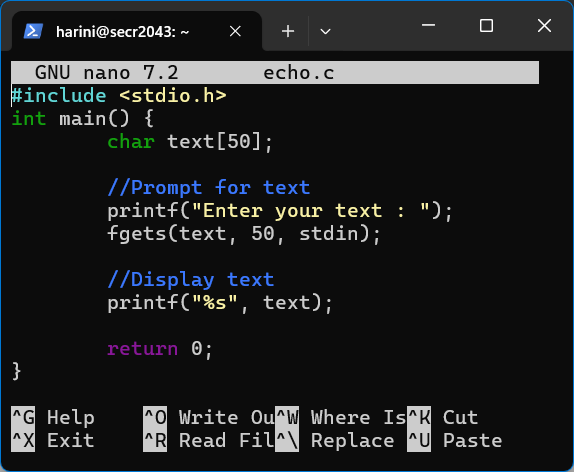 harini@secr2043: ~
GNU nano 7.2 echo.c
#include <stdio.h>
int main() {
char text[50];
//Prompt for text
printf("Enter your text : ");
fgets(text, 50, stdin);
//Display text
printf("%s", text);
return 0;
}
^G Help ^O Write Ou^W Where Is^K Cut
^X Exit ^R Read Fil^\ Replace ^U Paste